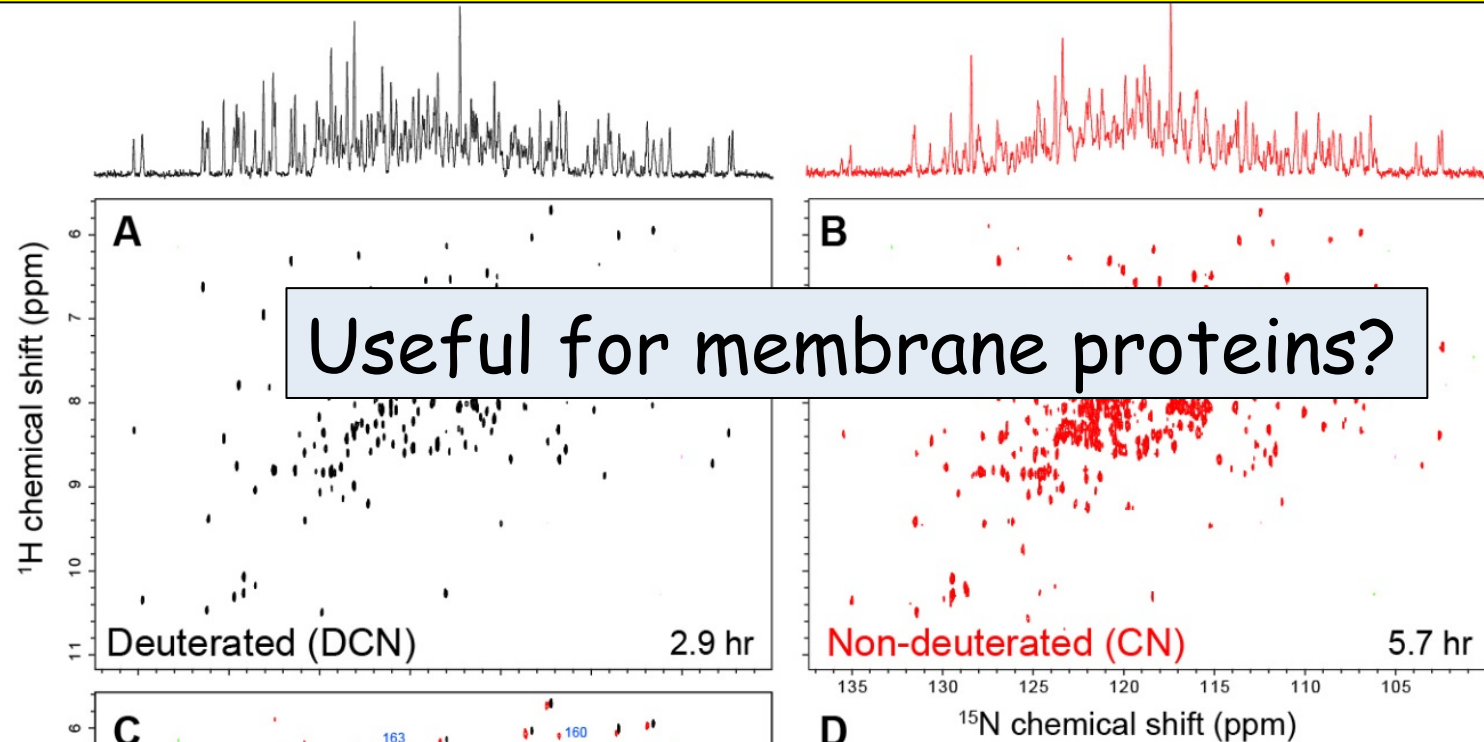 A
B
6
7
8
9
10
11
¹H chemical shift (ppm)
Useful for membrane proteins?
Deuterated (DCN)
2.9 hr
Non-deuterated (CN)
5.7 hr
135 130 125 120 115 110 105
¹⁵N chemical shift (ppm)
C
D
6
163
160